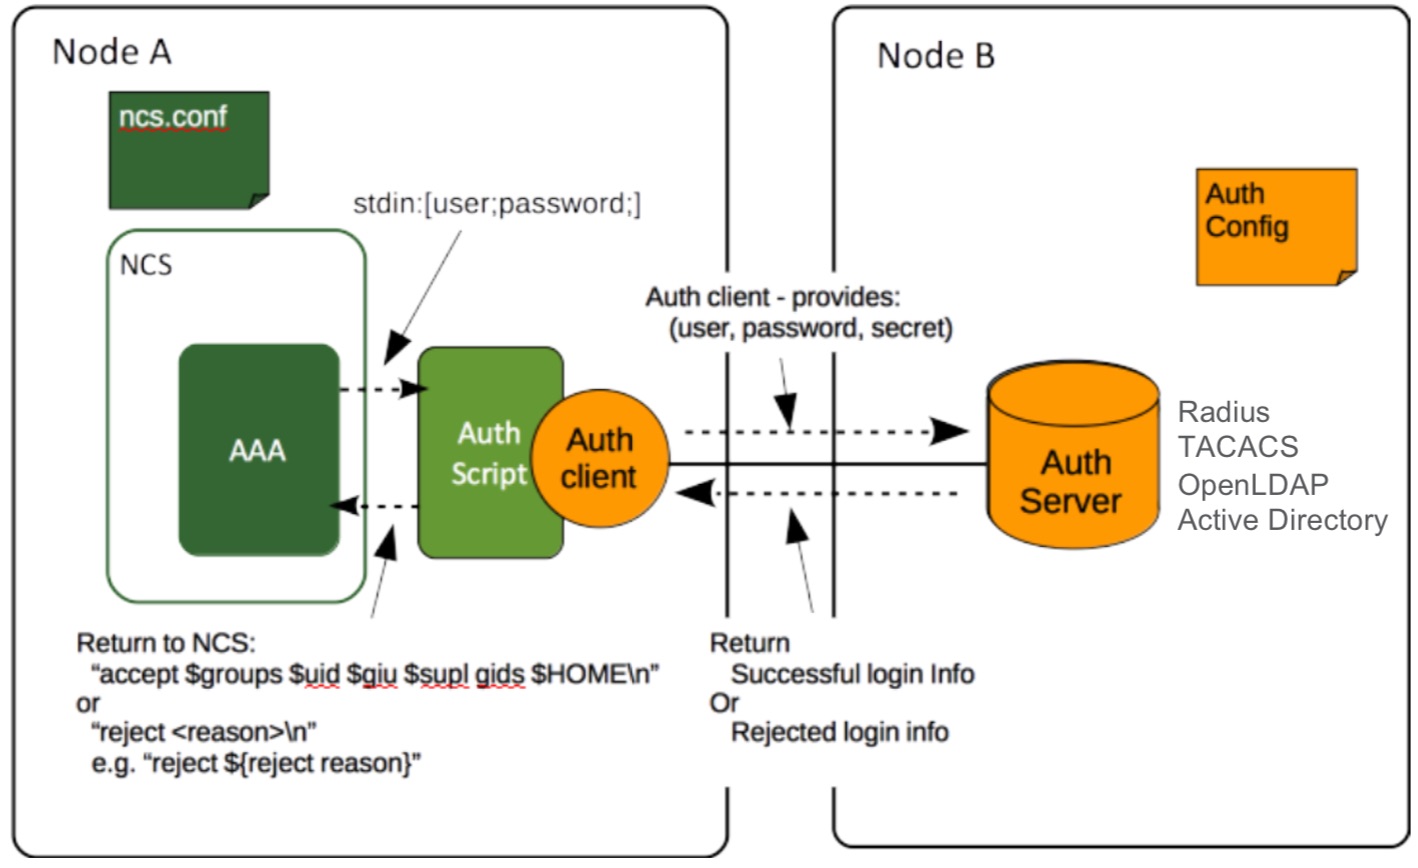 Node A
Node B
ncs.conf
Auth
Config
stdin:[user;password;]
NCS
Auth client - provides:
(user, password, secret)
AAA
Auth
Script
Auth
client
Auth
Server
Radius
TACACS
OpenLDAP
Active Directory
Return to NCS:
“accept $groups $uid $giu $supl gids $HOME\n”
or
“reject <reason>\n”
e.g. “reject ${reject reason}”
Return
Successful login Info
Or
Rejected login info